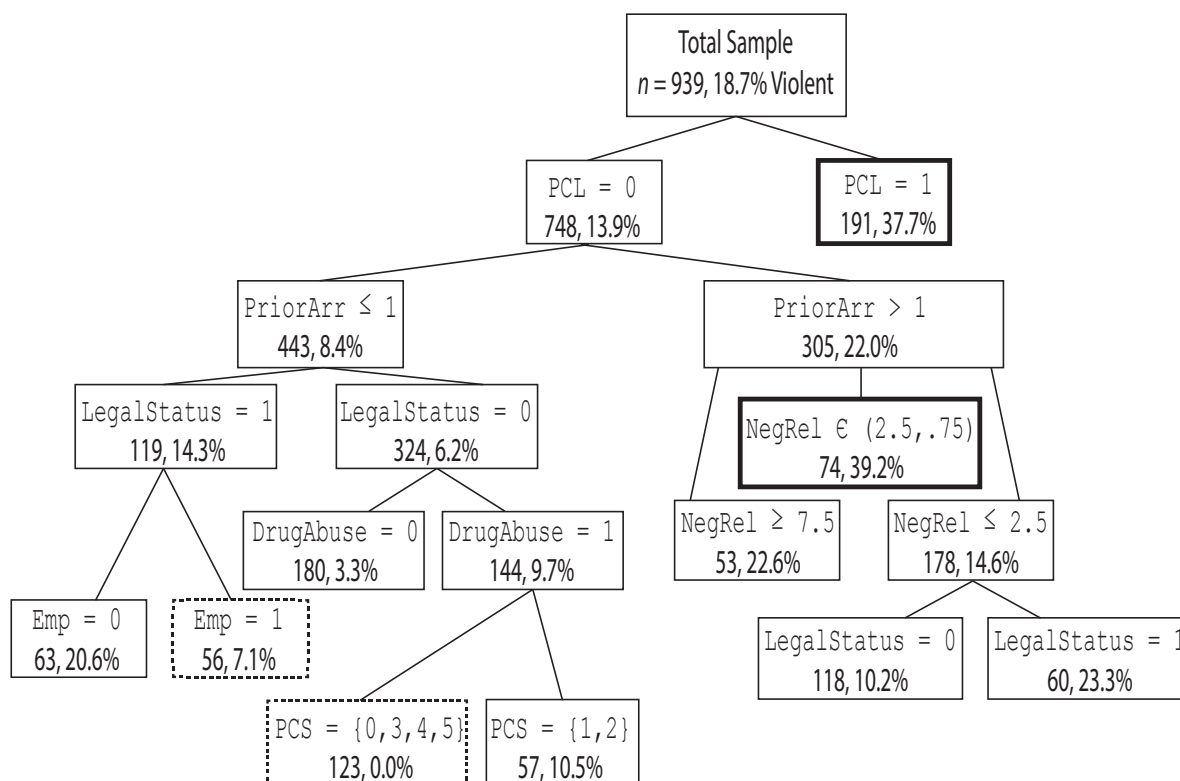 Total Sample
n = 939, 18.7% Violent
PCL = 0
748, 13.9%
PCL = 1
191, 37.7%
PriorArr ≤ 1
443, 8.4%
PriorArr > 1
305, 22.0%
LegalStatus = 1
119, 14.3%
LegalStatus = 0
324, 6.2%
NegRel Є (2.5,.75)
74, 39.2%
DrugAbuse = 0
180, 3.3%
DrugAbuse = 1
144, 9.7%
NegRel ≥ 7.5
53, 22.6%
NegRel ≤ 2.5
178, 14.6%
Emp = 0
63, 20.6%
Emp = 1
56, 7.1%
LegalStatus = 0
118, 10.2%
LegalStatus = 1
60, 23.3%
PCS = {0,3,4,5}
123, 0.0%
PCS = {1,2}
57, 10.5%